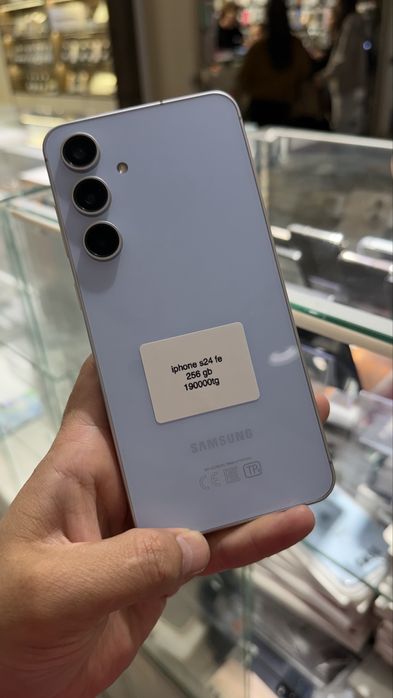 iphone s24 fe
256 gb
190000tg
SAMSUNG